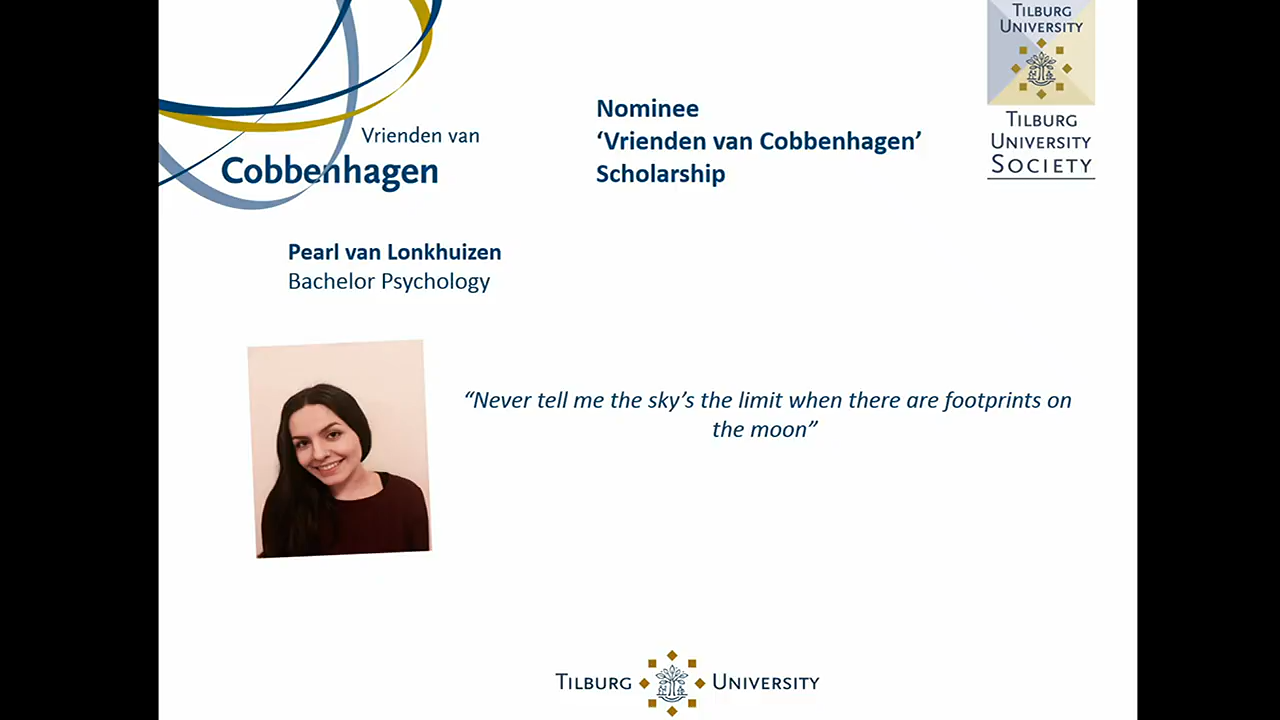 Vrienden van
Cobbenhagen
Nominee
‘Vrienden van Cobbenhagen’
Scholarship
TILBURG
UNIVERSITY
TILBURG
UNIVERSITY
SOCIETY
Pearl van Lonkhuizen
Bachelor Psychology
“Never tell me the sky’s the limit when there are footprints on
the moon”
TILBURG UNIVERSITY